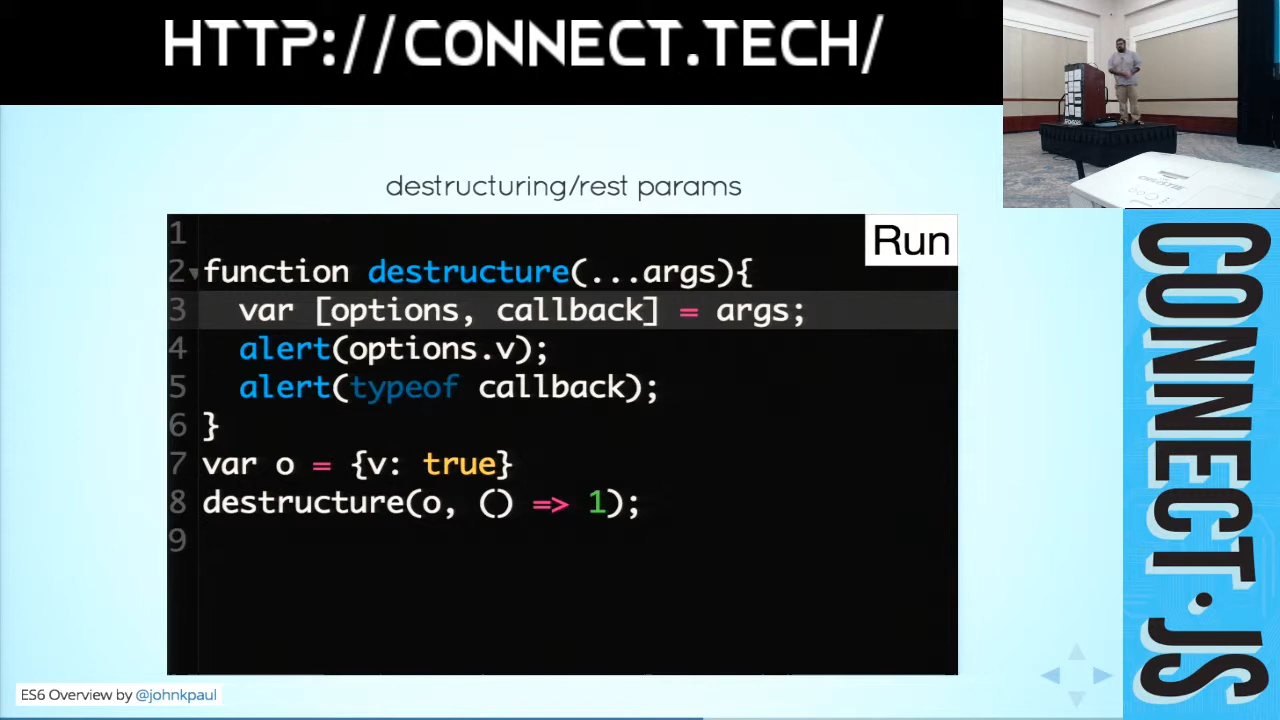 HTTP://CONNECT.TECH/
destructuring/rest params
Run
1
2 function destructure(...args){
3 var [options, callback] = args;
4 alert(options.v);
5 alert(typeof callback);
6 }
7 var o = {v: true}
8 destructure(o, () => 1);
9
ES6 Overview by @johnkpaul
CONNECT.JS
CHRISTIE